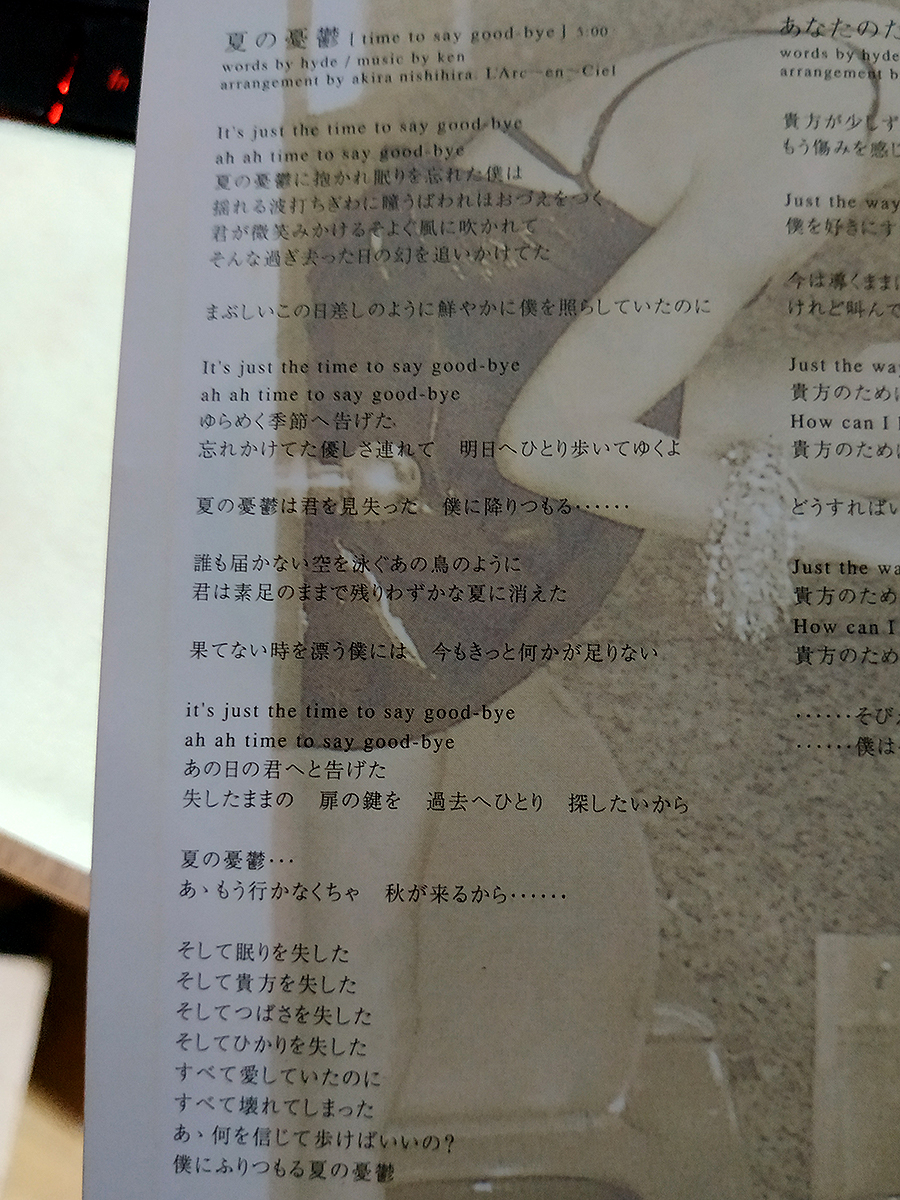 夏の憂鬱 [ time to say good-bye ] 5:00
words by hyde / music by ken
arrangement by akira nishihira. L'Arc~en~Ciel
It's just the time to say good-bye
ah ah time to say good-bye
夏の憂鬱に抱かれ眠りを忘れた僕は
揺れる波打ちぎわに瞳うばわれほおづえをつく
君が微笑みかけるそよぐ風に吹かれて
そんな過ぎ去った日の幻を追いかけてた
まぶしいこの日差しのように鮮やかに僕を照らしていたのに
It's just the time to say good-bye
ah ah time to say good-bye
ゆらめく季節へ告げた
忘れかけてた優しさ連れて　明日へひとり歩いてゆくよ
夏の憂鬱は君を見失った　僕に降りつもる……
誰も届かない空を泳ぐあの鳥のように
君は素足のままで残りわずかな夏に消えた
果てない時を漂う僕には　今もきっと何かが足りない
it's just the time to say good-bye
ah ah time to say good-bye
あの日の君へと告げた
失したままの　扉の鍵を　過去へひとり　探したいから
夏の憂鬱…
あゝもう行かなくちゃ　秋が来るから……
そして眠りを失した
そして貴方を失した
そしてつばさを失した
そしてひかりを失した
すべて愛していたのに
すべて壊れてしまった
あゝ何を信じて歩けばいいの？
僕にふりつもる夏の憂鬱
あなたのた
words by hyde
arrangement b
貴方が少しず
もう傷みを感じ
Just the way
僕を好きにす
今は導くままに
けれど叫んで
Just the way
貴方のために
How can I
貴方のために
どうすればい
Just the wa
貴方のため
How can I
貴方のため
……そびえ
……僕は